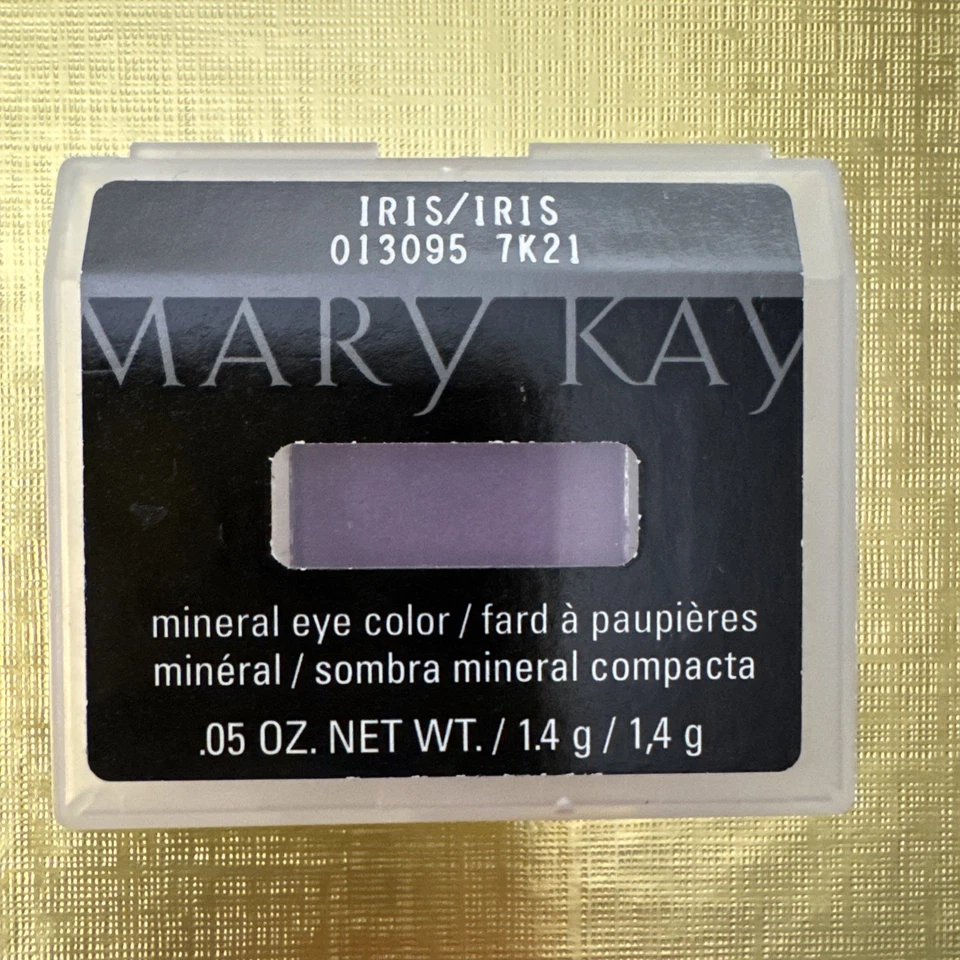 IRIS/IRIS
013095 7K21
MARY KAY
mineral eye color / fard à paupières
minéral / sombra mineral compacta
.05 OZ. NET WT. / 1.4 g / 1,4 g